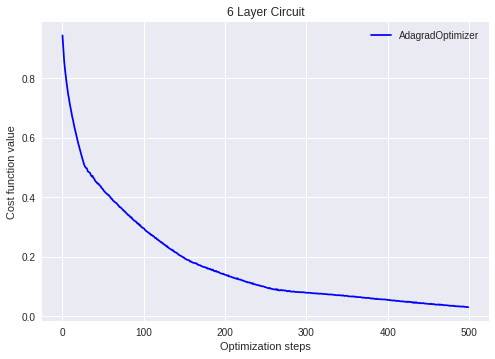 6 Layer Circuit
AdagradOptimizer
Cost function value
0.8
0.6
0.4
0.2
0.0
0 100 200 300 400 500
Optimization steps